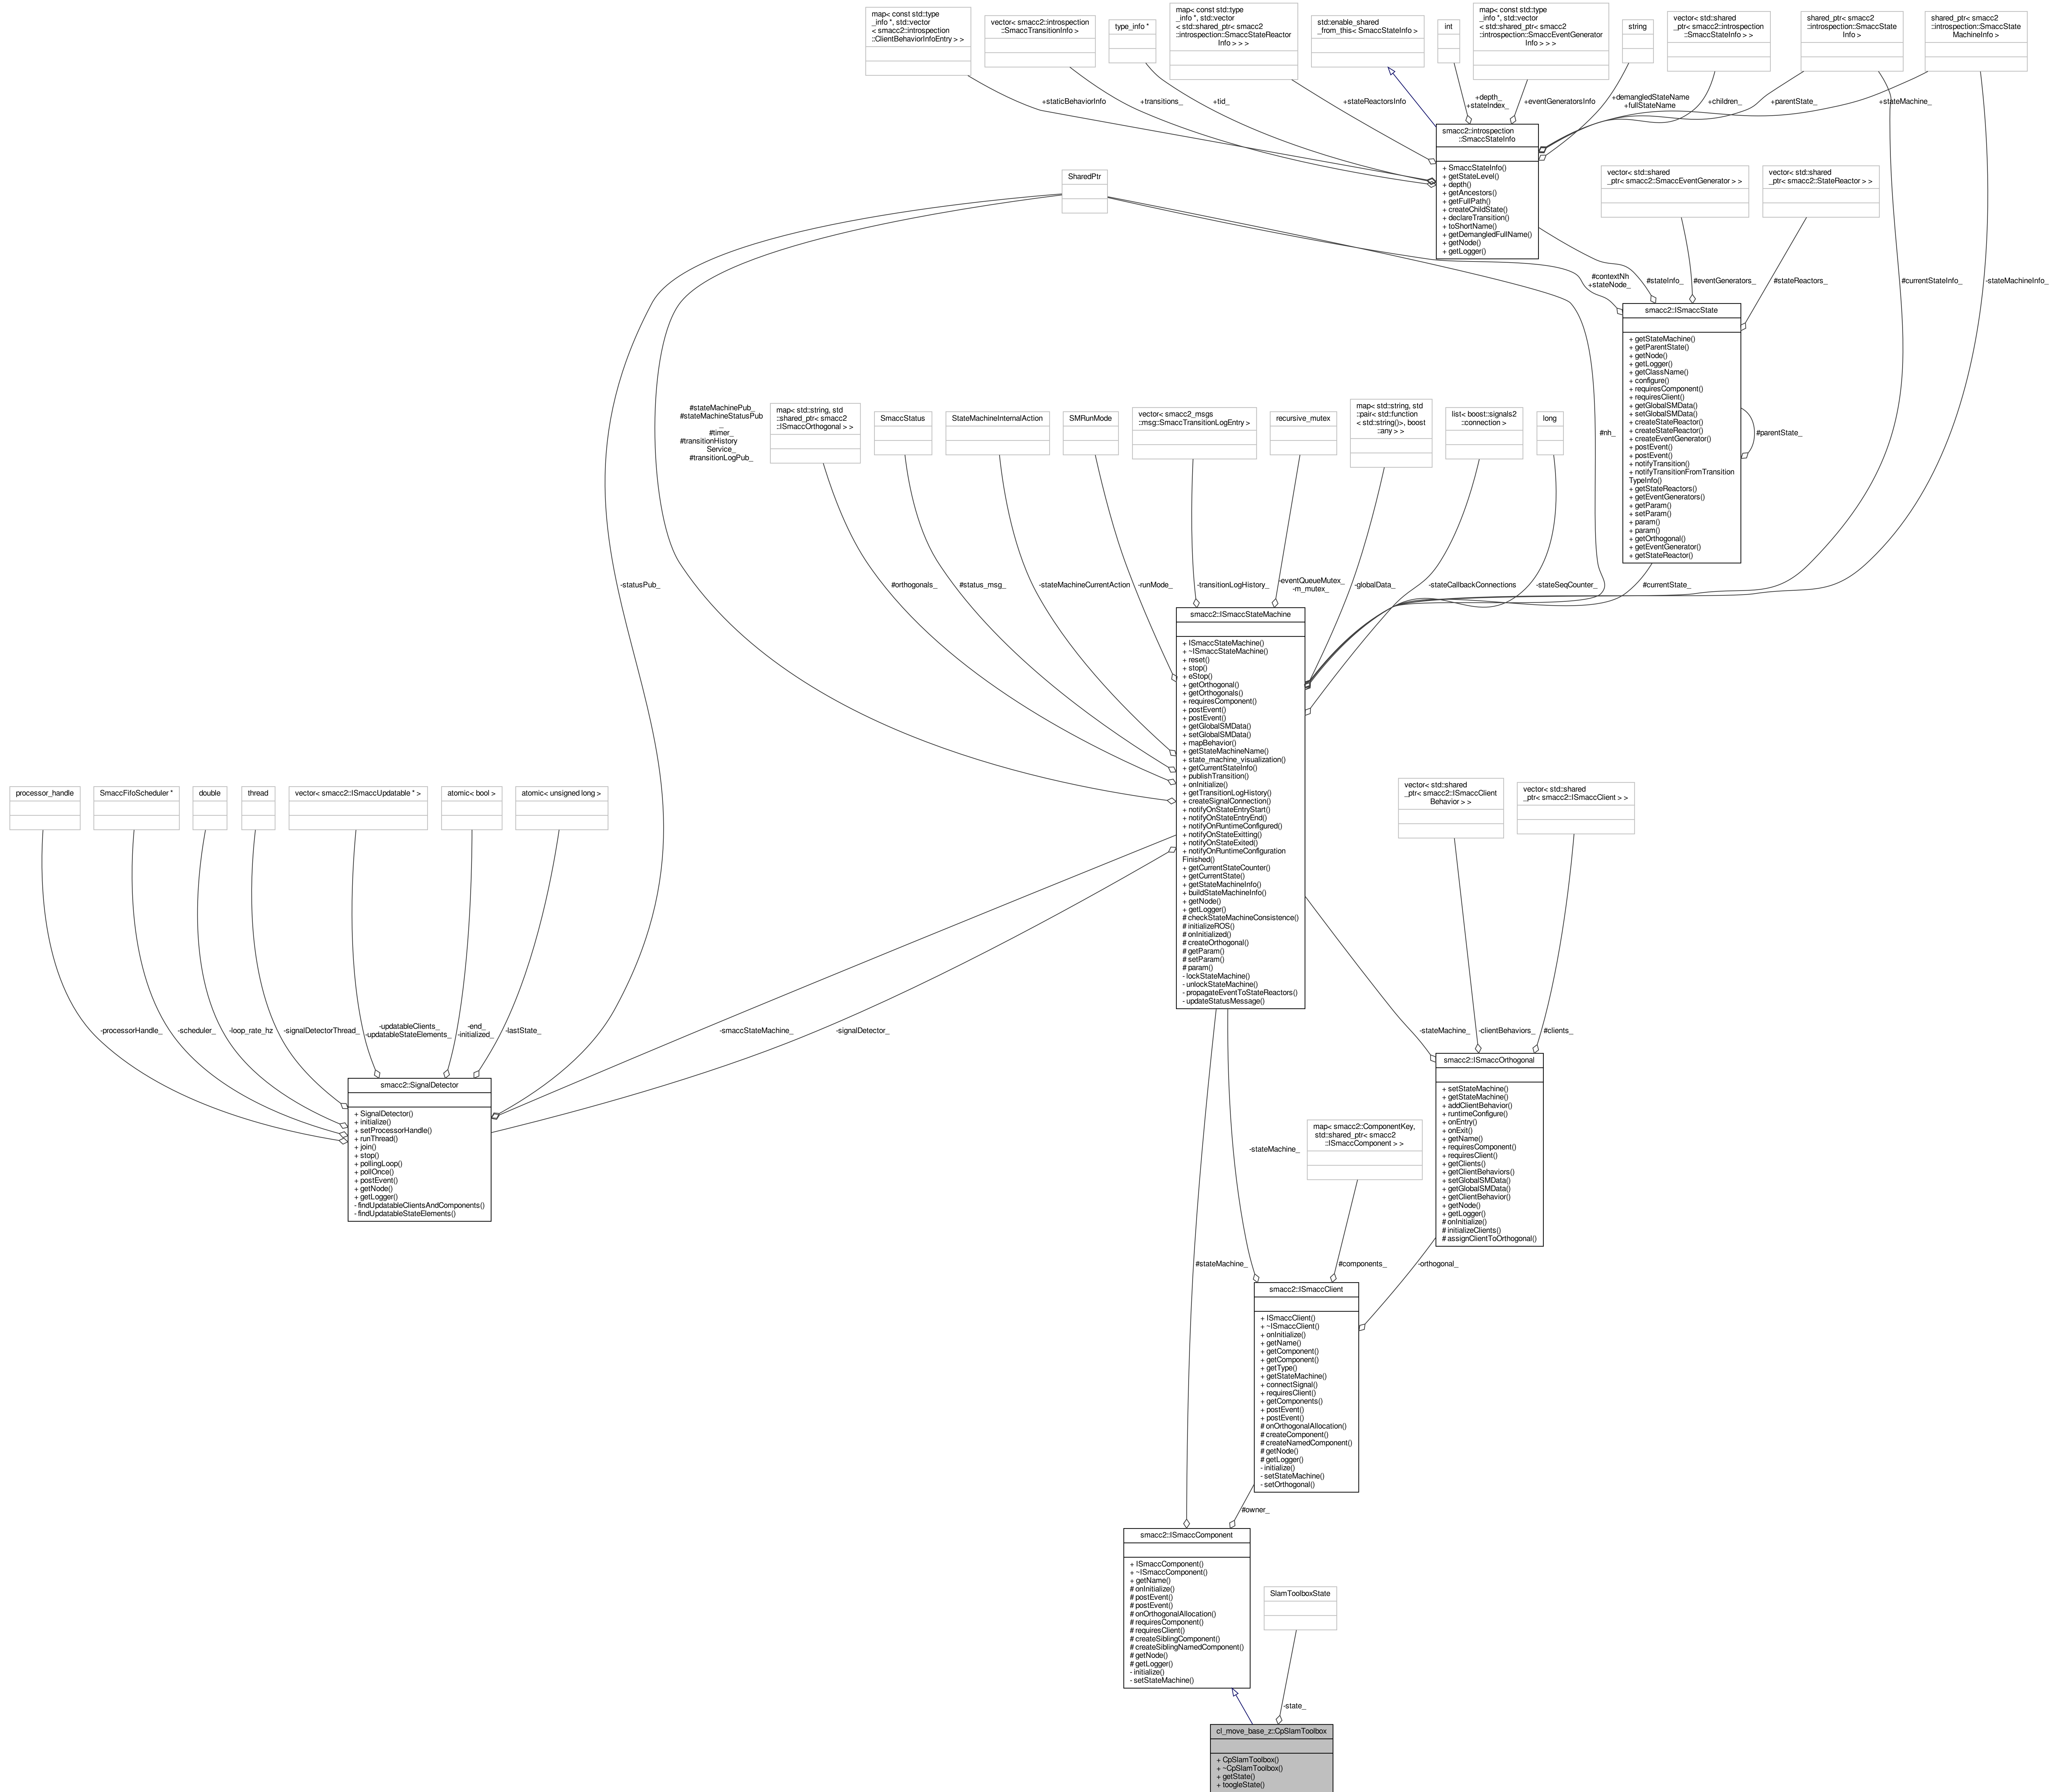 map< const std::type
_info *, std::vector
< smacc2::introspection
::ClientBehaviorInfoEntry > >
vector< smacc2::introspection
::SmaccTransitionInfo >
type_info *
map< const std::type
_info *, std::vector
< std::shared_ptr< smacc2
::introspection::SmaccStateReactor
Info > > >
std::enable_shared
_from_this< SmaccStateInfo >
int
map< const std::type
_info *, std::vector
< std::shared_ptr< smacc2
::introspection::SmaccEventGenerator
Info > > >
string
vector< std::shared
_ptr< smacc2::introspection
::SmaccStateInfo > >
shared_ptr< smacc2
::introspection::SmaccState
Info >
shared_ptr< smacc2
::introspection::SmaccState
MachineInfo >
+staticBehaviorInfo
+transitions_
+tid_
+stateReactorsInfo
+depth_
+stateIndex_
+eventGeneratorsInfo
+demangledStateName
+fullStateName
+children_
+parentState_
+stateMachine_
smacc2::introspection
::SmaccStateInfo
+ SmaccStateInfo()
+ getStateLevel()
+ depth()
+ getAncestors()
+ getFullPath()
+ createChildState()
+ declareTransition()
+ toShortName()
+ getDemangledFullName()
+ getNode()
+ getLogger()
SharedPtr
vector< std::shared
_ptr< smacc2::SmaccEventGenerator > >
vector< std::shared
_ptr< smacc2::StateReactor > >
#contextNh
+stateNode_
#stateInfo_
#eventGenerators_
#stateReactors_
#currentStateInfo_
-stateMachineInfo_
smacc2::ISmaccState
+ getStateMachine()
+ getParentState()
+ getNode()
+ getLogger()
+ getClassName()
+ configure()
+ requiresComponent()
+ requiresClient()
+ getGlobalSMData()
+ setGlobalSMData()
+ createStateReactor()
+ createStateReactor()
+ createEventGenerator()
+ postEvent()
+ postEvent()
+ notifyTransition()
+ notifyTransitionFromTransition
TypeInfo()
+ getStateReactors()
+ getEventGenerators()
+ getParam()
+ setParam()
+ param()
+ param()
+ getOrthogonal()
+ getEventGenerator()
+ getStateReactor()
#parentState_
#stateMachinePub_
#stateMachineStatusPub
_
#timer_
#transitionHistory
Service_
#transitionLogPub_
map< std::string, std
::shared_ptr< smacc2
::ISmaccOrthogonal > >
SmaccStatus
StateMachineInternalAction
SMRunMode
vector< smacc2_msgs
::msg::SmaccTransitionLogEntry >
recursive_mutex
map< std::string, std
::pair< std::function
< std::string()>, boost
::any > >
list< boost::signals2
::connection >
long
#nh_
-statusPub_
#orthogonals_
#status_msg_
-stateMachineCurrentAction
-runMode_
-transitionLogHistory_
-eventQueueMutex_
-m_mutex_
-globalData_
-stateCallbackConnections
-stateSeqCounter_
#currentState_
smacc2::ISmaccStateMachine
+ ISmaccStateMachine()
+ ~ISmaccStateMachine()
+ reset()
+ stop()
+ eStop()
+ getOrthogonal()
+ getOrthogonals()
+ requiresComponent()
+ postEvent()
+ postEvent()
+ getGlobalSMData()
+ setGlobalSMData()
+ mapBehavior()
+ getStateMachineName()
+ state_machine_visualization()
+ getCurrentStateInfo()
+ publishTransition()
+ onInitialize()
+ getTransitionLogHistory()
+ createSignalConnection()
+ notifyOnStateEntryStart()
+ notifyOnStateEntryEnd()
+ notifyOnRuntimeConfigured()
+ notifyOnStateExitting()
+ notifyOnStateExited()
+ notifyOnRuntimeConfiguration
Finished()
+ getCurrentStateCounter()
+ getCurrentState()
+ getStateMachineInfo()
+ buildStateMachineInfo()
+ getNode()
+ getLogger()
# checkStateMachineConsistence()
# initializeROS()
# onInitialized()
# createOrthogonal()
# getParam()
# setParam()
# param()
- lockStateMachine()
- unlockStateMachine()
- propagateEventToStateReactors()
- updateStatusMessage()
processor_handle
SmaccFifoScheduler *
double
thread
vector< smacc2::ISmaccUpdatable * >
atomic< bool >
atomic< unsigned long >
vector< std::shared
_ptr< smacc2::ISmaccClient
Behavior > >
vector< std::shared
_ptr< smacc2::ISmaccClient > >
-processorHandle_
-scheduler_
-loop_rate_hz
-signalDetectorThread_
-updatableClients_
-updatableStateElements_
-end_
-initialized_
-lastState_
-smaccStateMachine_
-signalDetector_
-stateMachine_
-clientBehaviors_
#clients_
smacc2::SignalDetector
+ SignalDetector()
+ initialize()
+ setProcessorHandle()
+ runThread()
+ join()
+ stop()
+ pollingLoop()
+ pollOnce()
+ postEvent()
+ getNode()
+ getLogger()
- findUpdatableClientsAndComponents()
- findUpdatableStateElements()
smacc2::ISmaccOrthogonal
+ setStateMachine()
+ getStateMachine()
+ addClientBehavior()
+ runtimeConfigure()
+ onEntry()
+ onExit()
+ getName()
+ requiresComponent()
+ requiresClient()
+ getClients()
+ getClientBehaviors()
+ setGlobalSMData()
+ getGlobalSMData()
+ getClientBehavior()
+ getNode()
+ getLogger()
# onInitialize()
# initializeClients()
# assignClientToOrthogonal()
map< smacc2::ComponentKey,
std::shared_ptr< smacc2
::ISmaccComponent > >
-stateMachine_
#stateMachine_
#components_
-orthogonal_
smacc2::ISmaccClient
+ ISmaccClient()
+ ~ISmaccClient()
+ onInitialize()
+ getName()
+ getComponent()
+ getComponent()
+ getType()
+ getStateMachine()
+ connectSignal()
+ requiresClient()
+ getComponents()
+ postEvent()
+ postEvent()
# onOrthogonalAllocation()
# createComponent()
# createNamedComponent()
# getNode()
# getLogger()
- initialize()
- setStateMachine()
- setOrthogonal()
#owner_
smacc2::ISmaccComponent
+ ISmaccComponent()
+ ~ISmaccComponent()
+ getName()
# onInitialize()
# postEvent()
# postEvent()
# onOrthogonalAllocation()
# requiresComponent()
# requiresClient()
# createSiblingComponent()
# createSiblingNamedComponent()
# getNode()
# getLogger()
- initialize()
- setStateMachine()
SlamToolboxState
-state_
cl_move_base_z::CpSlamToolbox
+ CpSlamToolbox()
+ ~CpSlamToolbox()
+ getState()
+ toogleState()